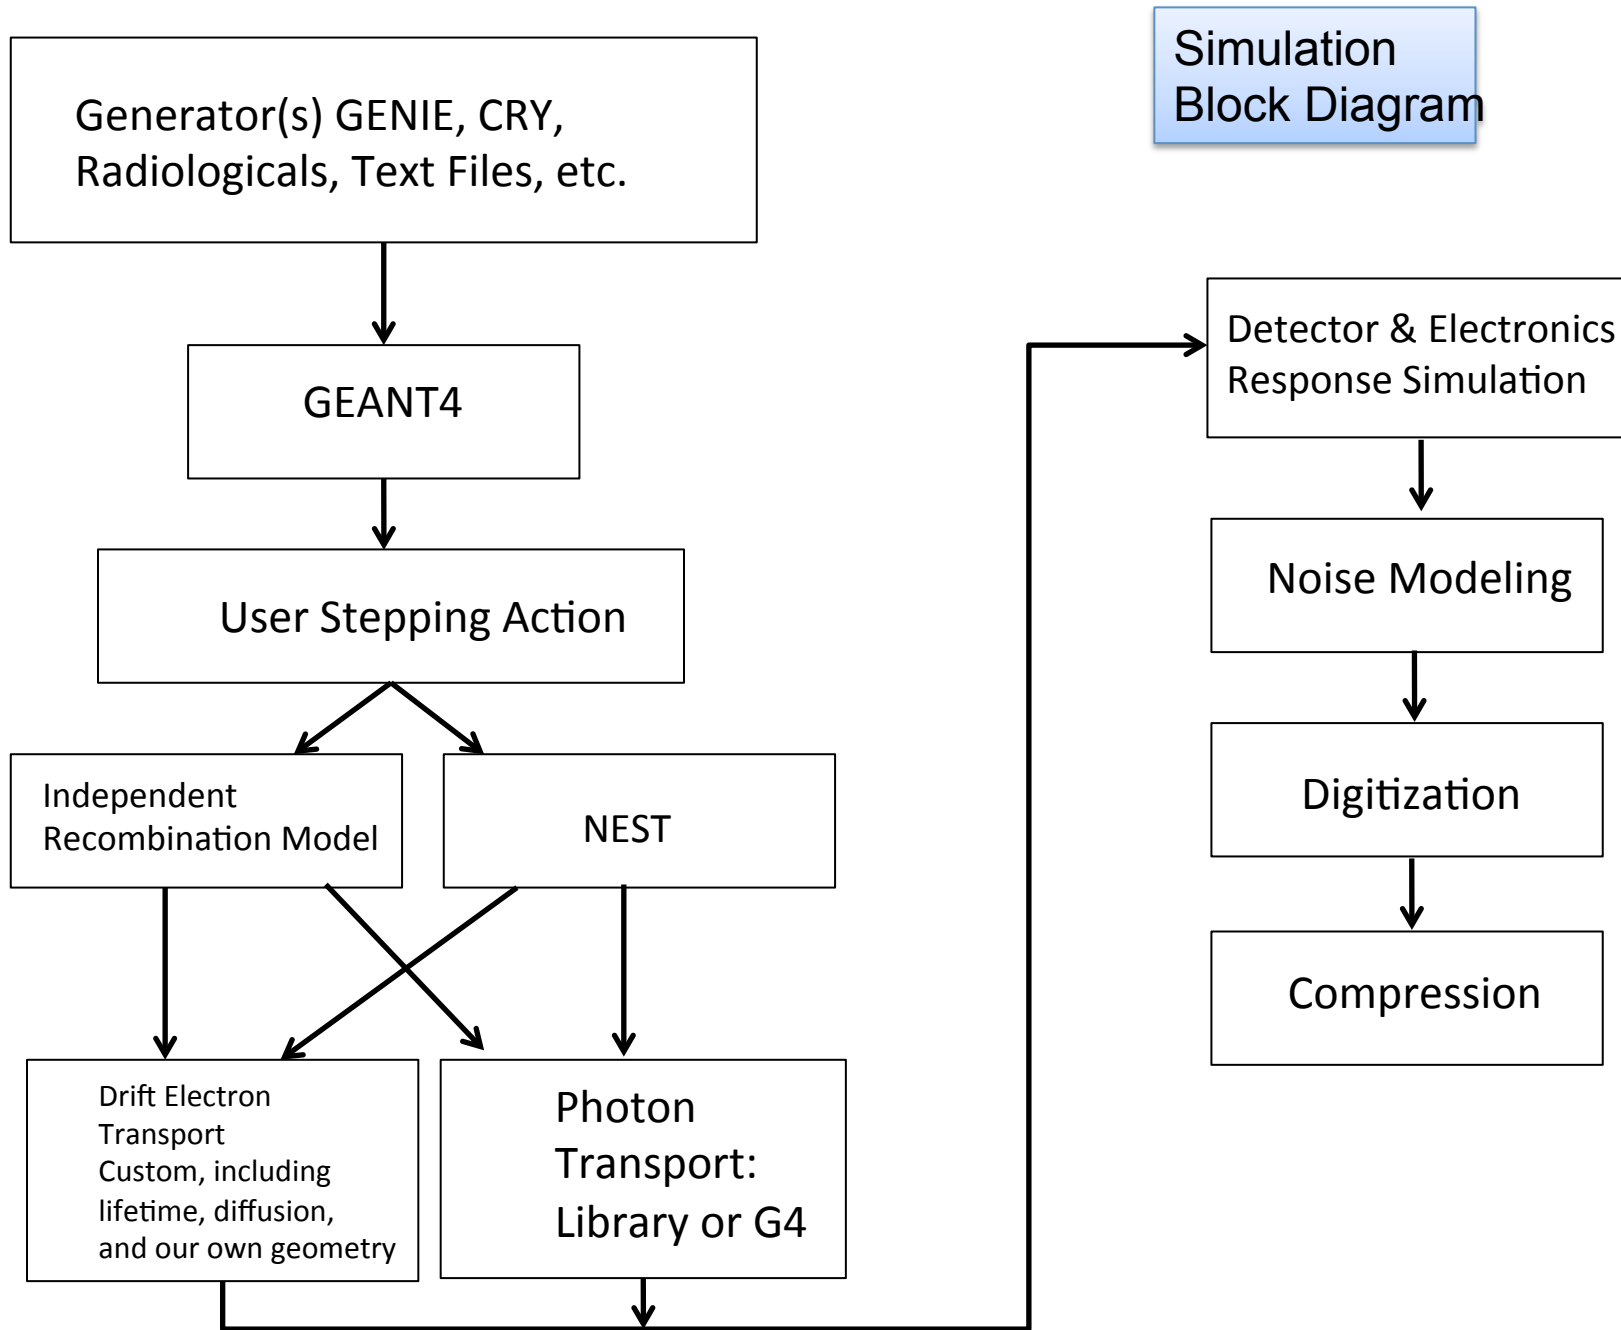 Simulation
Block Diagram
Generator(s) GENIE, CRY,
Radiologicals, Text Files, etc.
GEANT4
User Stepping Action
Independent
Recombination Model
NEST
Drift Electron
Transport
Custom, including
lifetime, diffusion,
and our own geometry
Photon
Transport:
Library or G4
Detector & Electronics
Response Simulation
Noise Modeling
Digitization
Compression